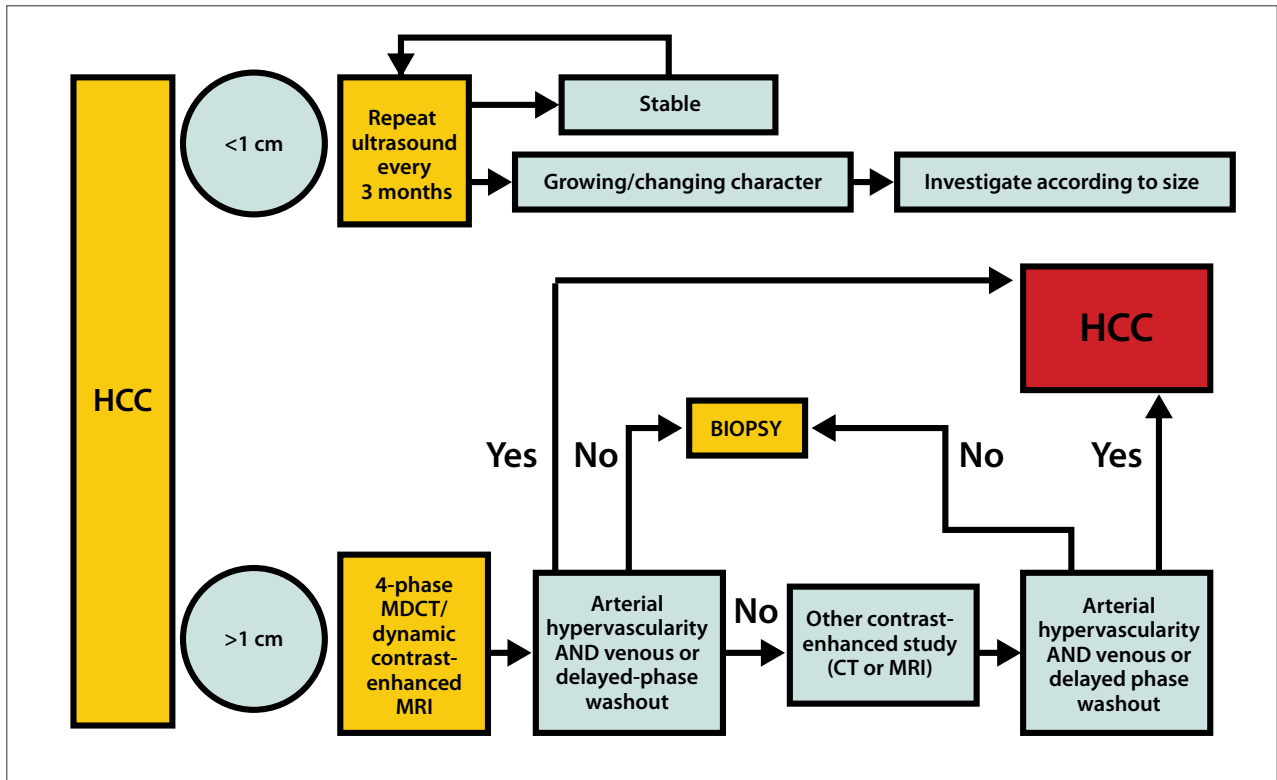 HCC
<1 cm
Repeat
ultrasound
every
3 months
Stable
Growing/changing character
Investigate according to size
HCC
BIOPSY
Yes
No
No
Yes
>1 cm
4-phase
MDCT/
dynamic
contrast-
enhanced
MRI
Arterial
hypervascularity
AND venous or
delayed-phase
washout
No
Other contrast-
enhanced study
(CT or MRI)
Arterial
hypervascularity
AND venous or
delayed phase
washout